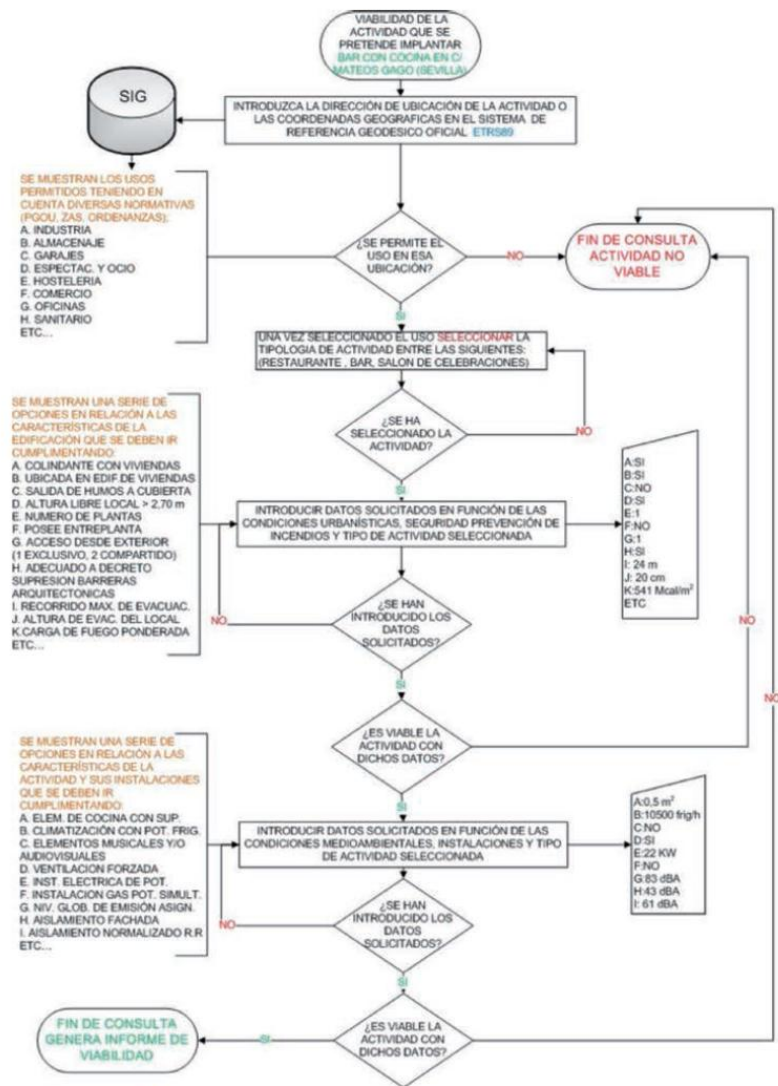 VIABILIDAD DE LA
ACTIVIDAD QUE SE
PRETENDE IMPLANTAR
BAR CON COCINA EN C/
MATEOS GAGO (SEVILLA)
SIG
INTRODUZCA LA DIRECCIÓN DE UBICACIÓN DE LA ACTIVIDAD O
LAS COORDENADAS GEOGRAFICAS EN EL SISTEMA DE
REFERENCIA GEODESICO OFICIAL ETRS89
SE MUESTRAN LOS USOS
PERMITIDOS TENIENDO EN
CUENTA DIVERSAS NORMATIVAS
(PGOU, ZAS. ORDENANZAS):
A. INDUSTRIA
B. ALMACENAJE
C. GARAJES
D. ESPECTAC. Y OCIO
E. HOSTELERIA
F. COMERCIO
G. OFICINAS
H. SANITARIO
ETC...
¿SE PERMITE EL
USO EN ESA
UBICACIÓN?
NO
FIN DE CONSULTA
ACTIVIDAD NO
VIABLE
SI
UNA VEZ SELECCIONADO EL USO SELECCIONAR LA
TIPOLOGIA DE ACTIVIDAD ENTRE LAS SIGUIENTES:
(RESTAURANTE , BAR, SALON DE CELEBRACIONES)
¿SE HA
SELECCIONADO LA
ACTIVIDAD?
NO
SI
SE MUESTRAN UNA SERIE DE
OPCIONES EN RELACIÓN A LAS
CARACTERÍSTICAS DE LA
EDIFICACIÓN QUE SE DEBEN IR
CUMPLIMENTANDO:
A. COLINDANTE CON VIVIENDAS
B. UBICADA EN EDIF.DE VIVIENDAS
C. SALIDA DE HUMOS A CUBIERTA
D. ALTURA LIBRE LOCAL > 2,70 m
E. NUMERO DE PLANTAS
F. POSEE ENTREPLANTA
G. ACCESO DESDE EXTERIOR
(1 EXCLUSIVO, 2 COMPARTIDO)
H. ADECUADO A DECRETO
SUPRESION BARRERAS
ARQUITECTONICAS
I. RECORRIDO MAX. DE EVACUAC.
J. ALTURA DE EVAC. DEL LOCAL
K.CARGA DE FUEGO PONDERADA
ETC...
INTRODUCIR DATOS SOLICITADOS EN FUNCIÓN DE LAS
CONDICIONES URBANÍSTICAS, SEGURIDAD PREVENCIÓN DE
INCENDIOS Y TIPO DE ACTIVIDAD SELECCIONADA
A:SI
B:SI
C:NO
D:SI
E:1
F:NO
G:1
H:SI
I: 24 m
J: 20 cm
K:541 Mcal/m²
ETC
¿SE HAN
INTRODUCIDO LOS
DATOS
SOLICITADOS?
NO
SI
¿ES VIABLE LA
ACTIVIDAD CON
DICHOS DATOS?
NO
SI
SE MUESTRAN UNA SERIE DE
OPCIONES EN RELACIÓN A LAS
CARACTERÍSTICAS DE LA
ACTIVIDAD Y SUS INSTALACIONES
QUE SE DEBEN IR
CUMPLIMENTANDO:
A. ELEM. DE COCINA CON SUP.
B. CLIMATIZACIÓN CON POT. FRIG.
C. ELEMENTOS MUSICALES Y/O
AUDIOVISUALES
D. VENTILACION FORZADA
E. INST. ELECTRICA DE POT.
F. INSTALACION GAS POT. SIMULT.
G. NIV. GLOB. DE EMISIÓN ASIGN.
H. AISLAMIENTO FACHADA
I. AISLAMIENTO NORMALIZADO R.R
ETC...
INTRODUCIR DATOS SOLICITADOS EN FUNCIÓN DE LAS
CONDICIONES MEDIOAMBIENTALES, INSTALACIONES Y TIPO
DE ACTIVIDAD SELECCIONADA
A:0,5 m²
B:10500 frig/h
C:NO
D:SI
E:22 KW
F:NO
G:83 dBA
H:43 dBA
I: 61 dBA
¿SE HAN
INTRODUCIDO LOS
DATOS
SOLICITADOS?
NO
SI
¿ES VIABLE LA
ACTIVIDAD CON
DICHOS DATOS?
NO
SI
FIN DE CONSULTA
GENERA INFORME DE
VIABILIDAD